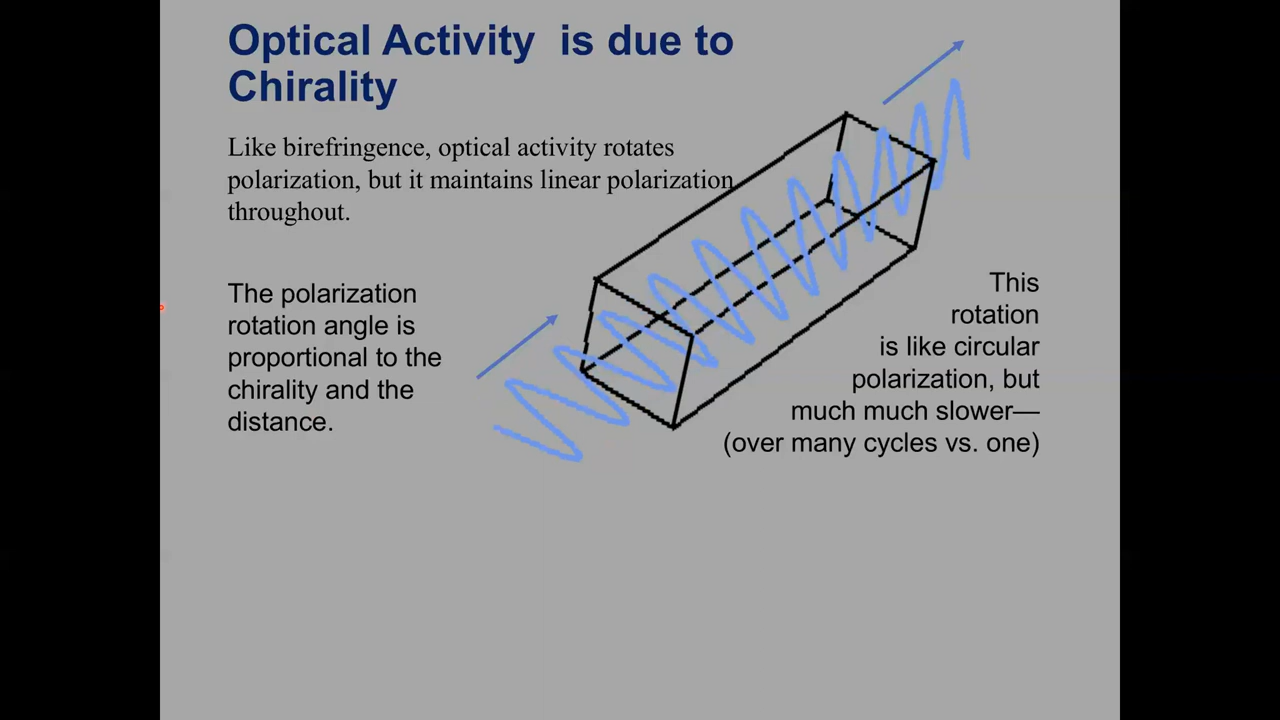 Optical Activity  is due to
Chirality
Like birefringence, optical activity rotates
polarization, but it maintains linear polarization
throughout.
The polarization
rotation angle is
proportional to the
chirality and the
distance.
This
rotation
is like circular
polarization, but
much much slower—
(over many cycles vs. one)